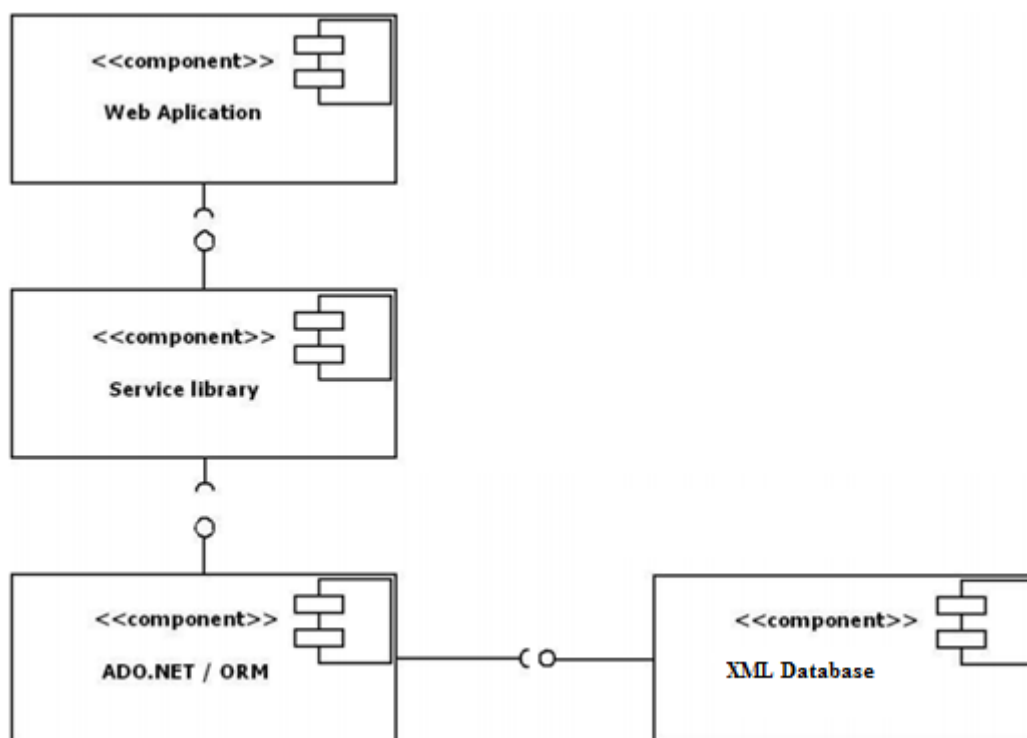 <<component>>
Web Aplication
<<component>>
Service library
<<component>>
ADO.NET / ORM
<<component>>
XML Database